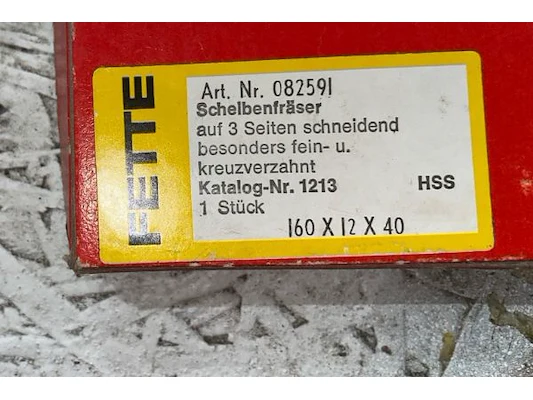 FETTE
Art. Nr. 082591
Scheibenfräser
auf 3 Seiten schneidend
besonders fein- u.
kreuzverzahnt
Katalog-Nr. 1213 HSS
1 Stück
160 X 12 X 40